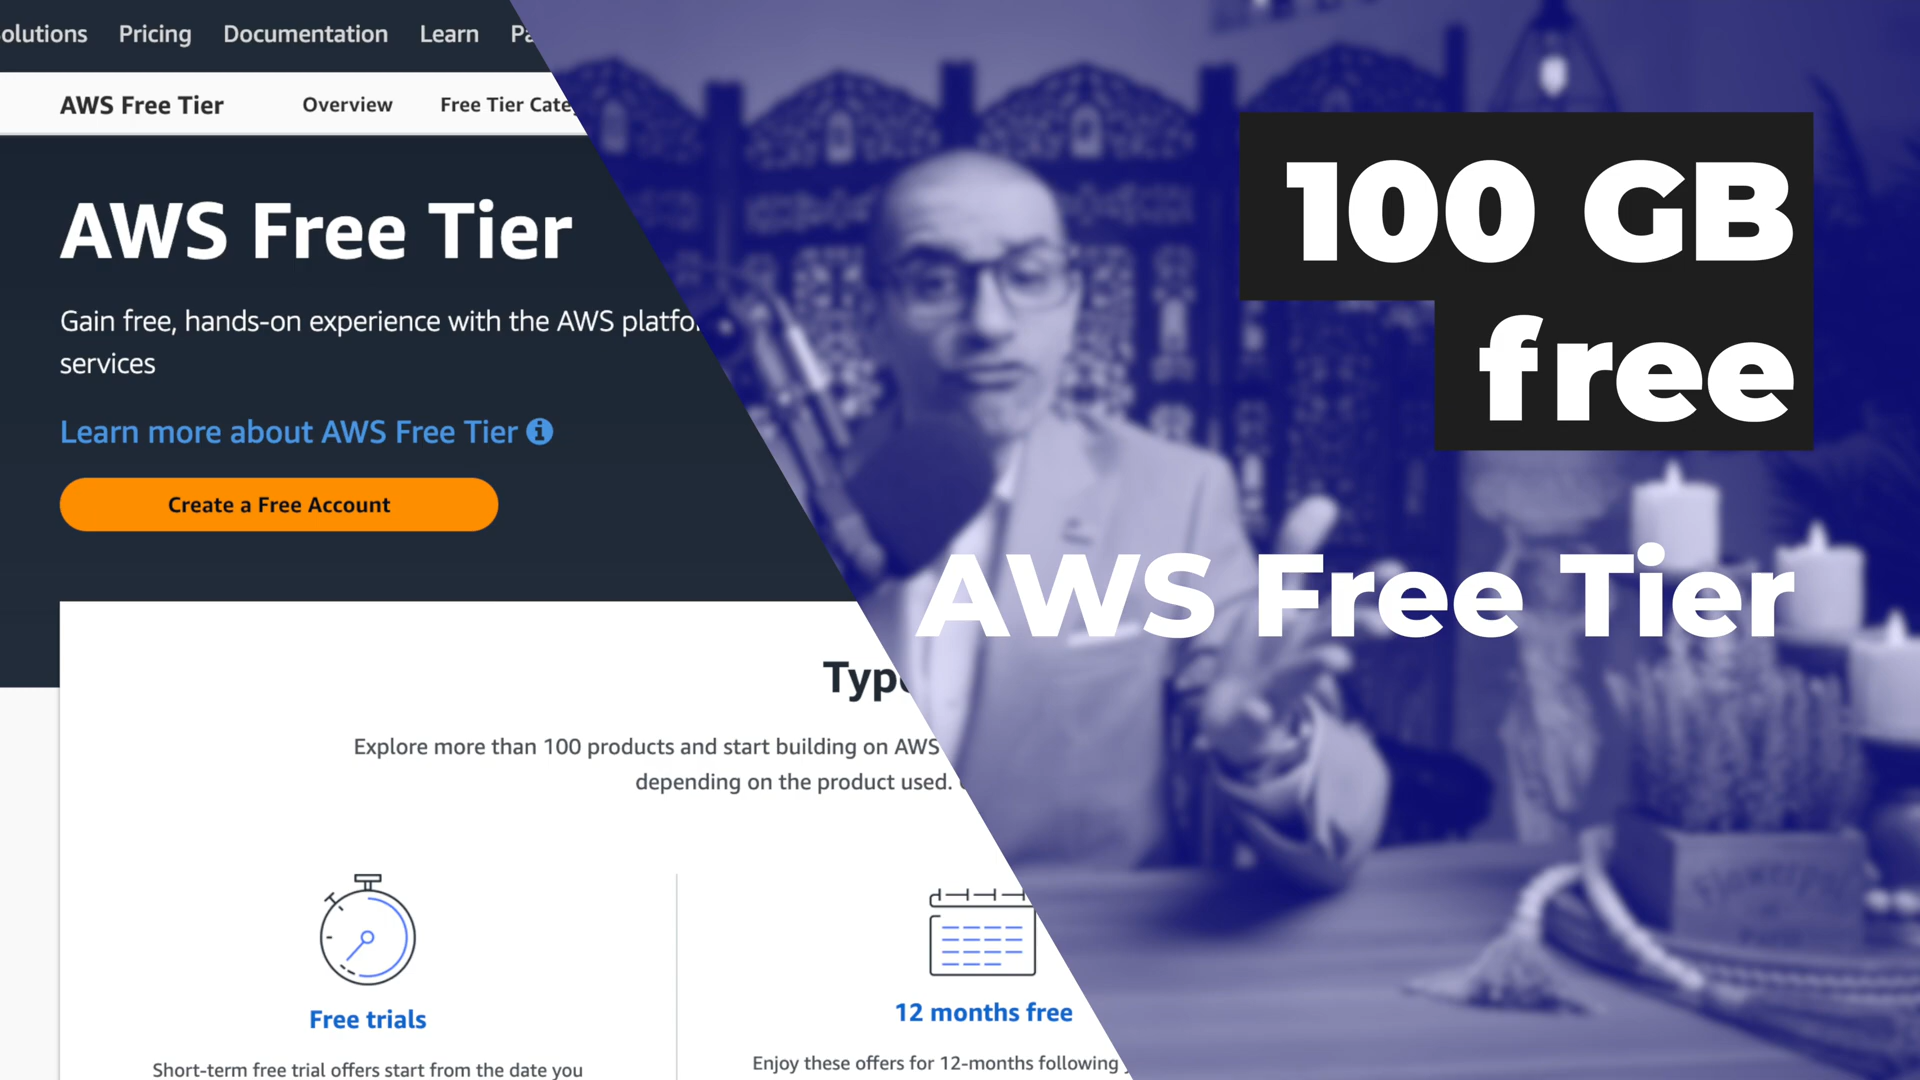 olutions Pricing Documentation Learn
AWS Free Tier Overview Free Tier
AWS Free Tier
Gain free, hands-on experience with the AWS
services
Learn more about AWS Free Tier
Create a Free Account
Explore more than 100 products and start building on AWS
depending on the product used.
Free trials
Short-term free trial offers start from the date you
12 months free
Enjoy these offers for 12-months following
100 GB
free
AWS Free Tier